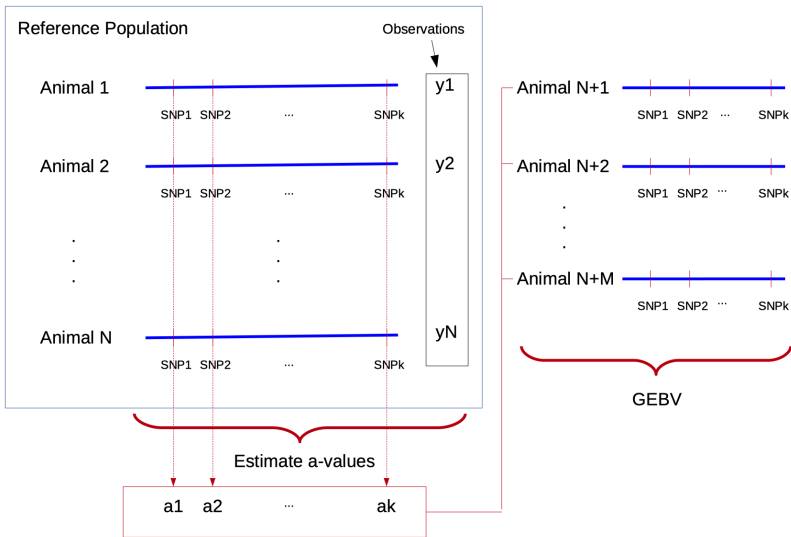 Reference Population
Observations
Animal 1
y1
SNP1 SNP2 ... SNPk
Animal 2
y2
SNP1 SNP2 ... SNPk
Animal N
yN
SNP1 SNP2 ... SNPk
Estimate a-values
a1 a2 ... ak
Animal N+1
SNP1 SNP2 ... SNPk
Animal N+2
SNP1 SNP2 ... SNPk
Animal N+M
SNP1 SNP2 ... SNPk
GEBV